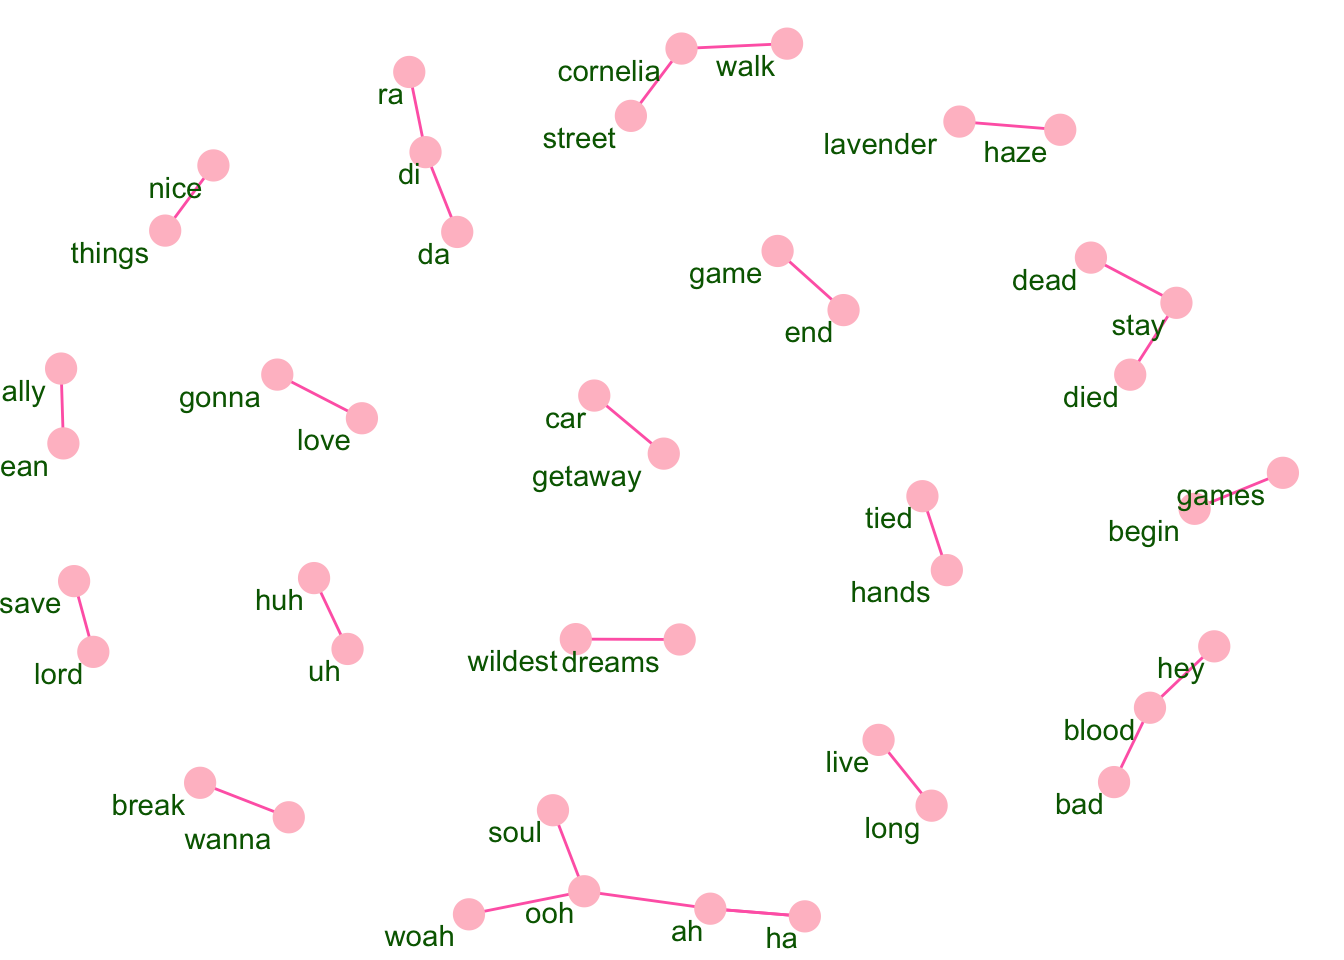 cornelia
walk
ra
street
lavender
haze
di
nice
things
da
game
dead
stay
end
ally
gonna
love
car
died
ean
getaway
games
tied
begin
hands
save
huh
lord
uh
wildest
dreams
hey
blood
live
break
bad
wanna
soul
long
ooh
woah
ah
ha